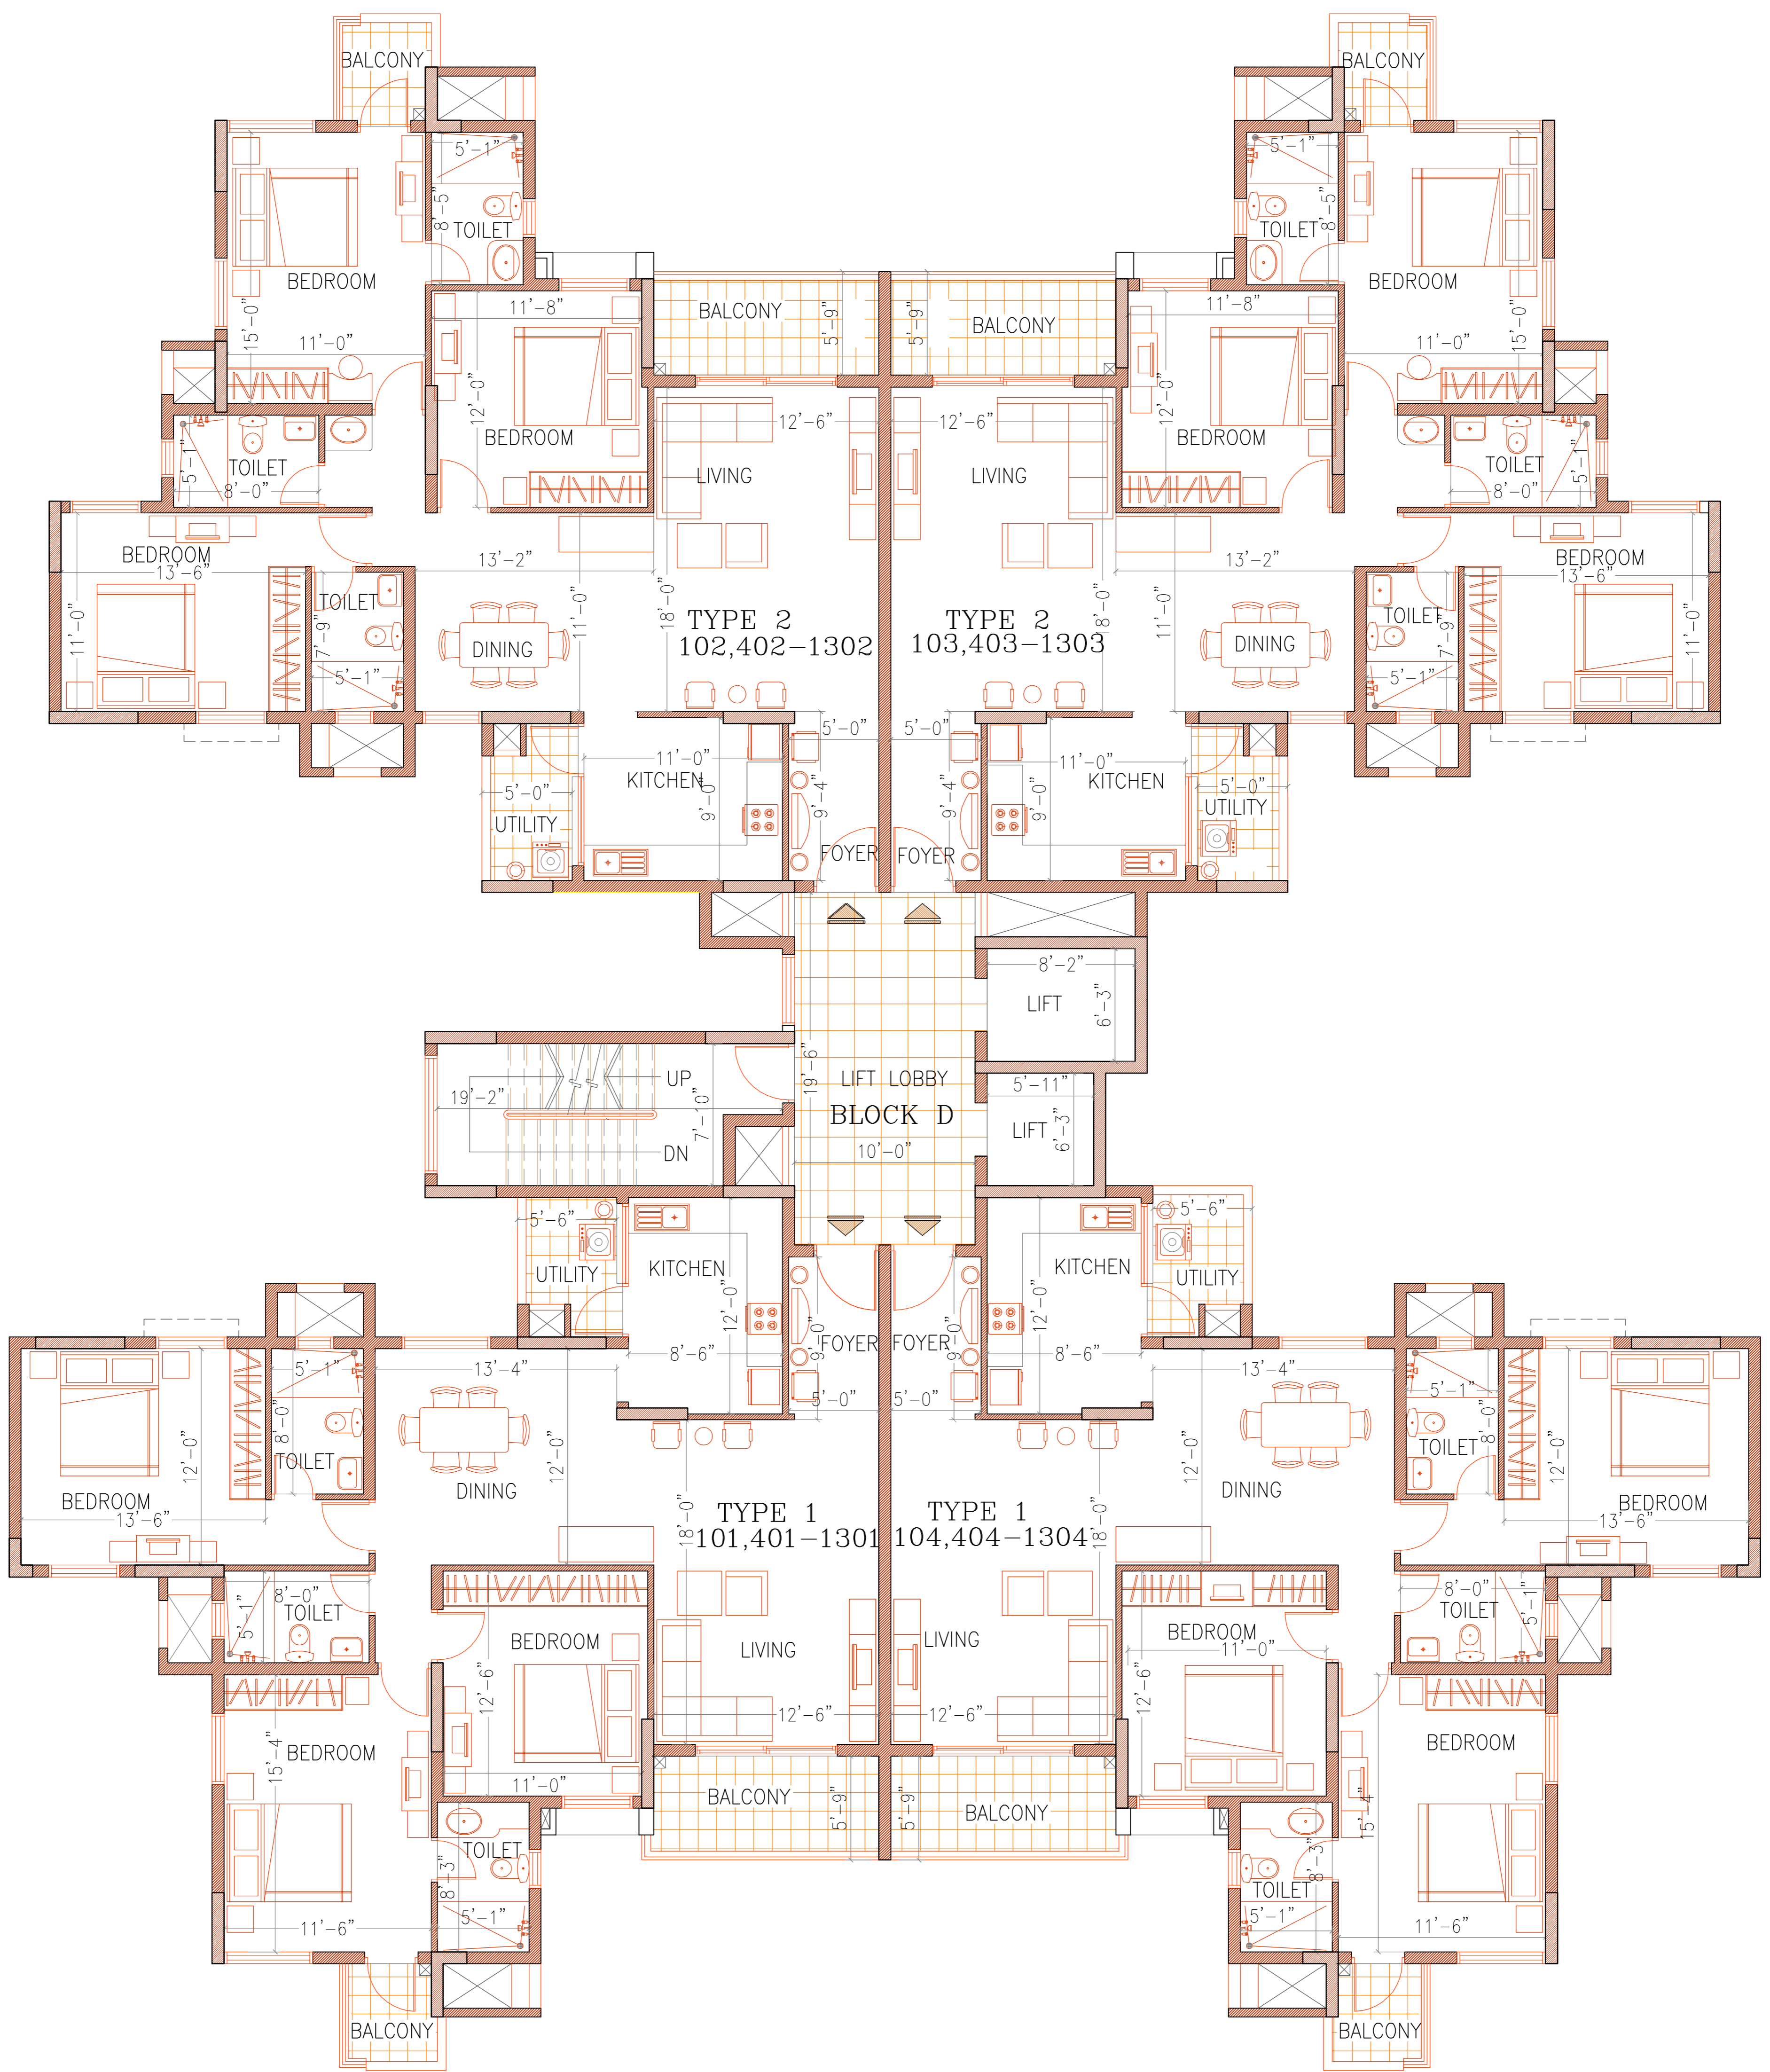 BALCONY
BALCONY
5'-1"
5'-1"
8'-5"
8'-5"
TOILET
TOILET
BEDROOM
BEDROOM
15'-0"
15'-0"
11'-0"
11'-0"
11'-8"
11'-8"
12'-0"
12'-0"
BEDROOM
BEDROOM
BALCONY
BALCONY
5'-9"
5'-9"
12'-6"
12'-6"
LIVING
LIVING
TOILET
TOILET
5'-1"
5'-1"
8'-0"
8'-0"
BEDROOM
BEDROOM
13'-6"
13'-6"
13'-2"
13'-2"
11'-0"
11'-0"
TOILET
TOILET
7'-9"
7'-9"
5'-1"
5'-1"
11'-0"
11'-0"
18'-0"
18'-0"
DINING
DINING
TYPE 2
102,402-1302
TYPE 2
103,403-1303
5'-0"
5'-0"
11'-0"
11'-0"
KITCHEN
KITCHEN
9'-0"
9'-0"
9'-4"
9'-4"
5'-0"
5'-0"
UTILITY
UTILITY
FOYER
FOYER
8'-2"
LIFT
6'-3"
19'-6"
LIFT LOBBY
BLOCK D
10'-0"
5'-11"
LIFT
6'-3"
UP
19'-2"
7'-10"
DN
5'-6"
5'-6"
UTILITY
UTILITY
KITCHEN
KITCHEN
12'-0"
12'-0"
8'-6"
8'-6"
FOYER
FOYER
9'-0"
9'-0"
5'-0"
5'-0"
13'-4"
13'-4"
5'-1"
5'-1"
8'-0"
8'-0"
TOILET
TOILET
12'-0"
12'-0"
12'-0"
12'-0"
DINING
DINING
BEDROOM
BEDROOM
13'-6"
13'-6"
TYPE 1
101,401-1301
TYPE 1
104,404-1304
18'-0"
18'-0"
8'-0"
8'-0"
TOILET
TOILET
5'-1"
5'-1"
BEDROOM
BEDROOM
11'-0"
12'-6"
12'-6"
LIVING
LIVING
12'-6"
12'-6"
BEDROOM
BEDROOM
15'-4"
15'-4"
11'-0"
BALCONY
BALCONY
5'-9"
5'-9"
TOILET
TOILET
8'-3"
8'-3"
5'-1"
5'-1"
11'-6"
11'-6"
BALCONY
BALCONY